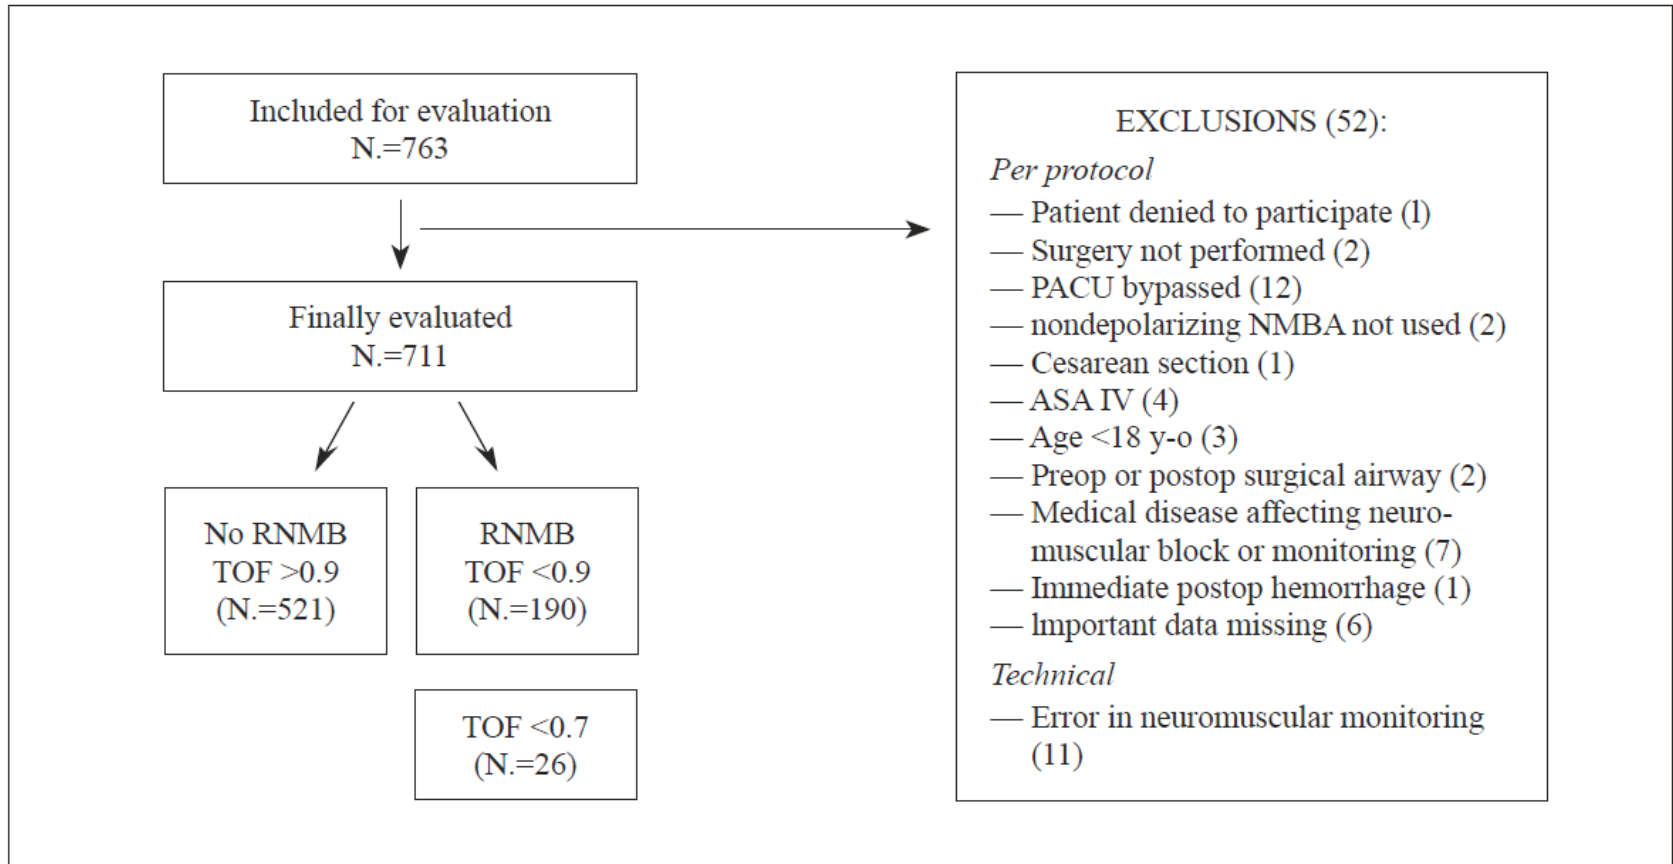 Included for evaluation
N.=763
Finally evaluated
N.=711
No RNMB
TOF >0.9
(N.=521)
RNMB
TOF <0.9
(N.=190)
TOF <0.7
(N.=26)
EXCLUSIONS (52):
Per protocol
— Patient denied to participate (l)
— Surgery not performed (2)
— PACU bypassed (12)
— nondepolarizing NMBA not used (2)
— Cesarean section (1)
— ASA IV (4)
— Age <18 y-o (3)
— Preop or postop surgical airway (2)
— Medical disease affecting neuro-
muscular block or monitoring (7)
— Immediate postop hemorrhage (1)
— lmportant data missing (6)
Technical
— Error in neuromuscular monitoring
(11)